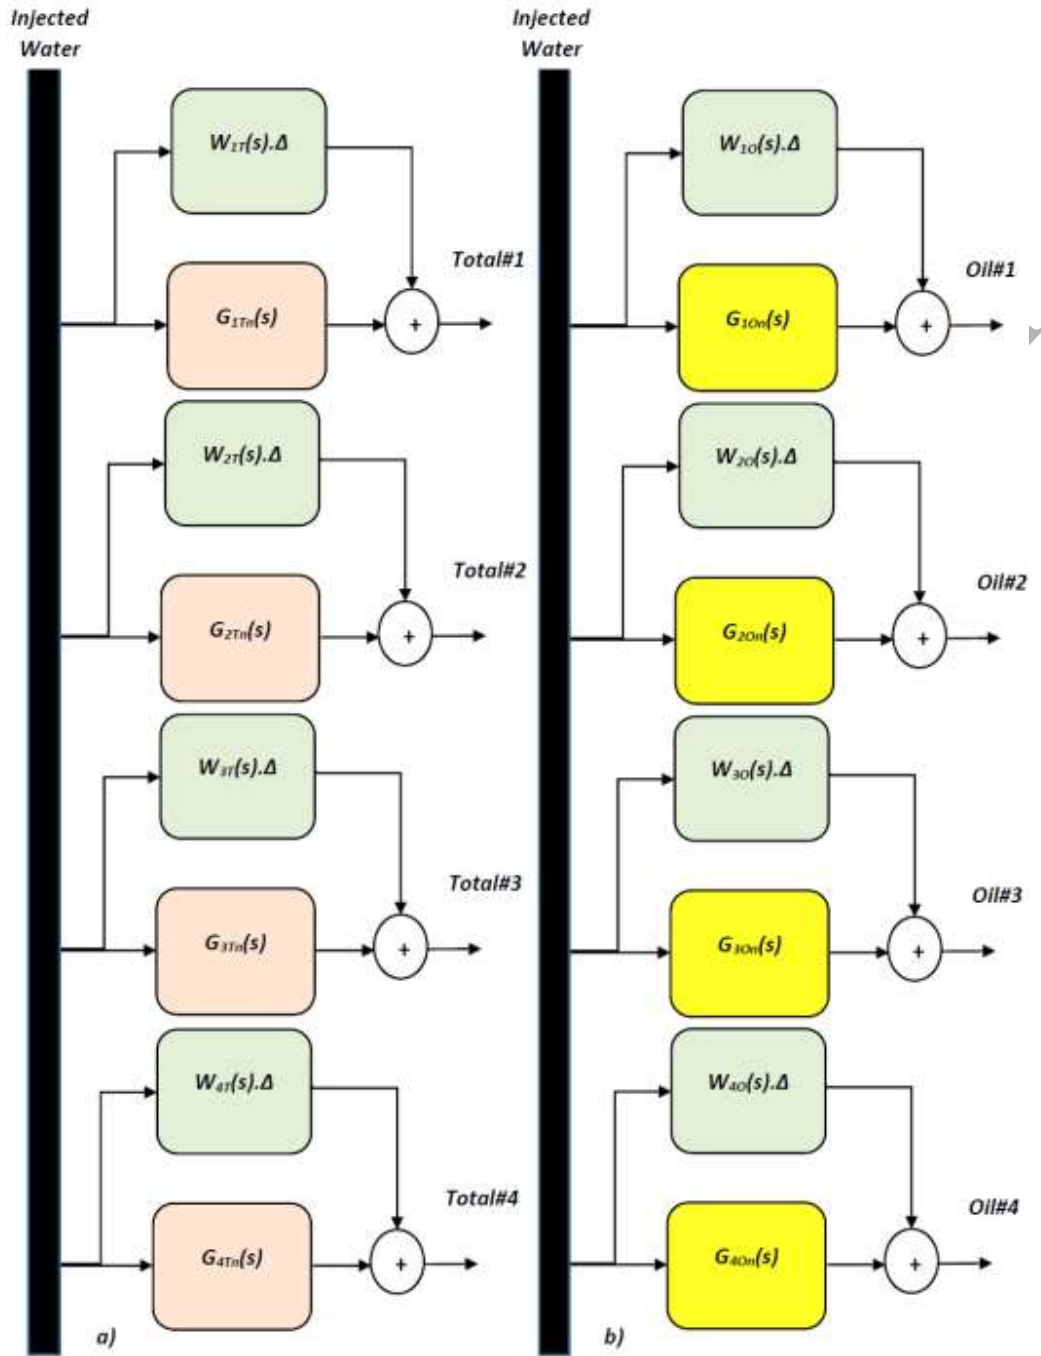 Injected
Water
W1T(s).Δ
Total#1
G1Tn(s)
+
W2T(s).Δ
Total#2
G2Tn(s)
+
W3T(s).Δ
Total#3
G3Tn(s)
+
W4T(s).Δ
Total#4
G4Tn(s)
+
a)
Injected
Water
W1O(s).Δ
Oil#1
G1On(s)
+
W2O(s).Δ
Oil#2
G2On(s)
+
W3O(s).Δ
Oil#3
G3On(s)
+
W4O(s).Δ
Oil#4
G4On(s)
+
b)